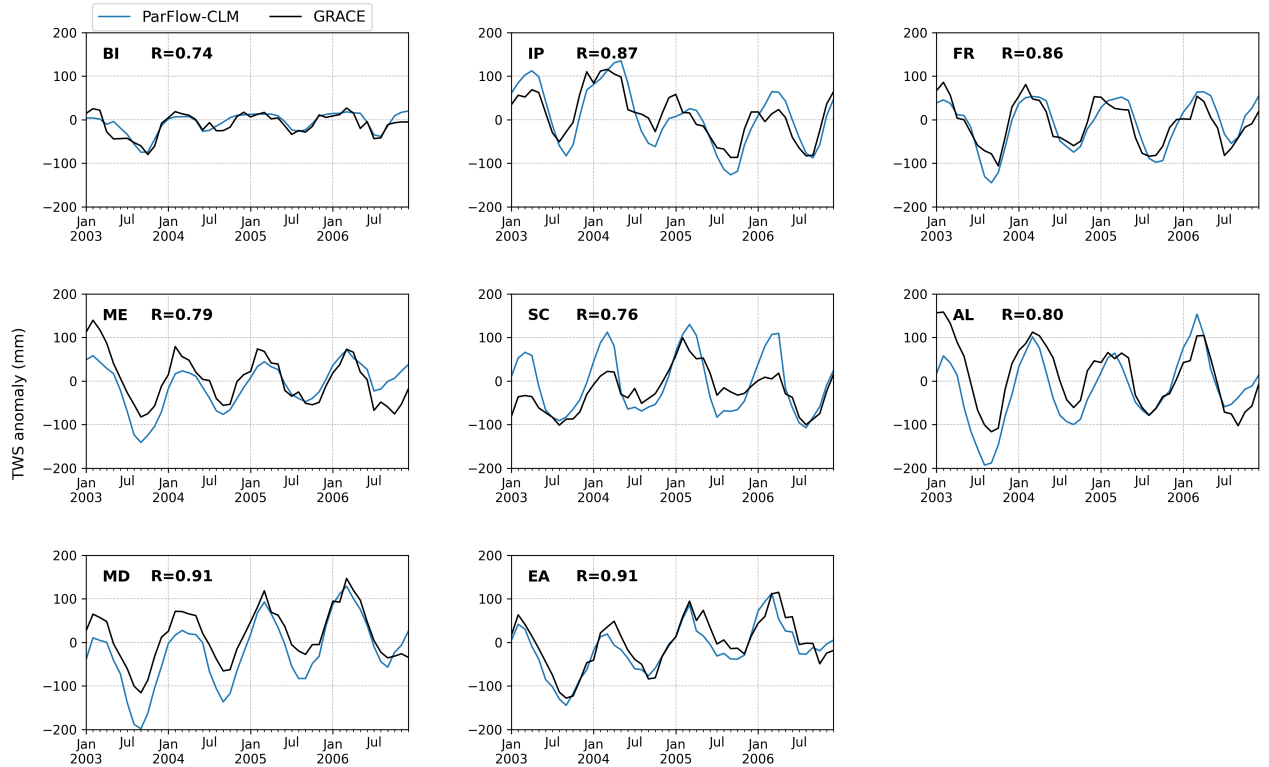 ParFlow-CLM GRACE
BI R=0.74
IP R=0.87
FR R=0.86
200
100
0
−100
−200
Jan 2003
Jul
Jan 2004
Jul
Jan 2005
Jul
Jan 2006
Jul
200
100
0
−100
−200
Jan 2003
Jul
Jan 2004
Jul
Jan 2005
Jul
Jan 2006
Jul
200
100
0
−100
−200
Jan 2003
Jul
Jan 2004
Jul
Jan 2005
Jul
Jan 2006
Jul
TWS anomaly (mm)
ME R=0.79
SC R=0.76
AL R=0.80
200
100
0
−100
−200
Jan 2003
Jul
Jan 2004
Jul
Jan 2005
Jul
Jan 2006
Jul
200
100
0
−100
−200
Jan 2003
Jul
Jan 2004
Jul
Jan 2005
Jul
Jan 2006
Jul
200
100
0
−100
−200
Jan 2003
Jul
Jan 2004
Jul
Jan 2005
Jul
Jan 2006
Jul
MD R=0.91
EA R=0.91
200
100
0
−100
−200
Jan 2003
Jul
Jan 2004
Jul
Jan 2005
Jul
Jan 2006
Jul
200
100
0
−100
−200
Jan 2003
Jul
Jan 2004
Jul
Jan 2005
Jul
Jan 2006
Jul